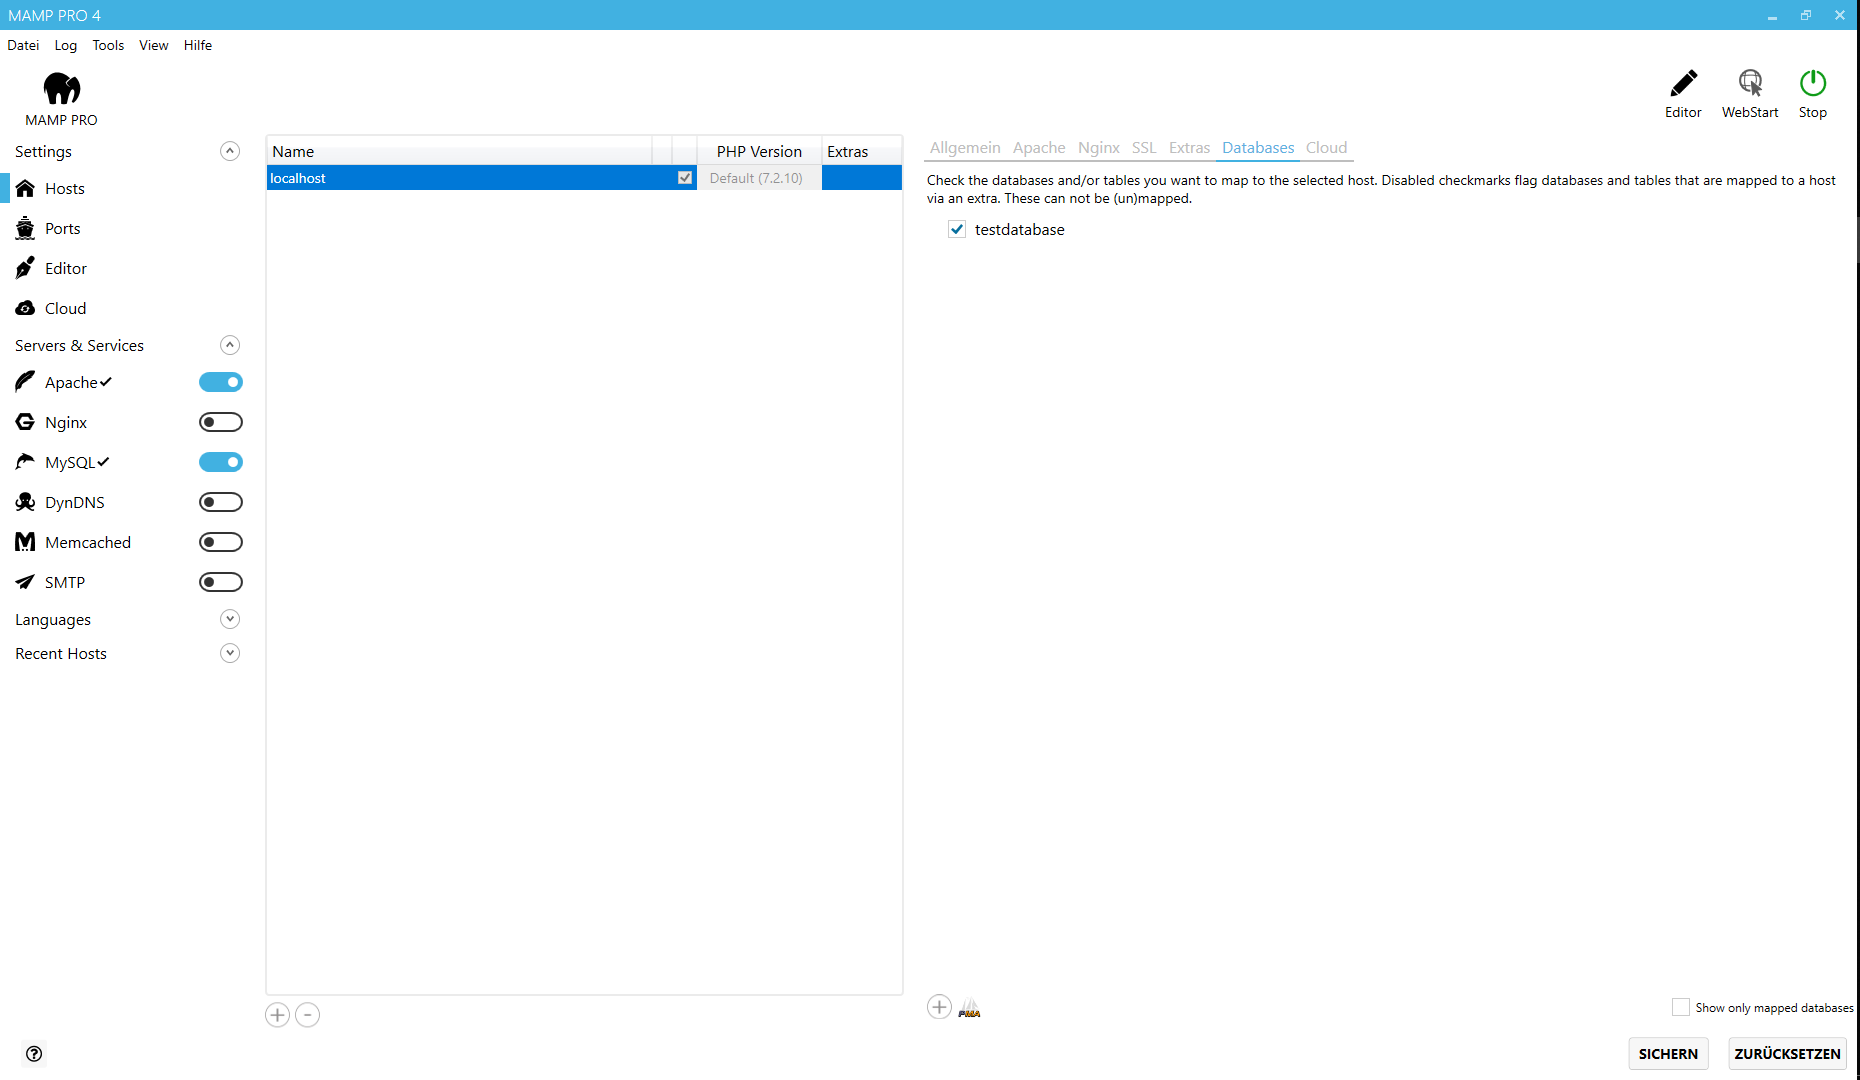 MAMP PRO 4
Datei Log Tools View Hilfe
MAMP PRO
Editor WebStart Stop
Settings
Hosts
Ports
Editor
Cloud
Servers & Services
Apache
Nginx
MySQL
DynDNS
Memcached
SMTP
Languages
Recent Hosts
Name PHP Version Extras
localhost Default (7.2.10)
Allgemein Apache Nginx SSL Extras Databases Cloud
Check the databases and/or tables you want to map to the selected host. Disabled checkmarks flag databases and tables that are mapped to a host
via an extra. These can not be (un)mapped.
testdatabase
PMA
Show only mapped databases
SICHERN ZURÜCKSETZEN